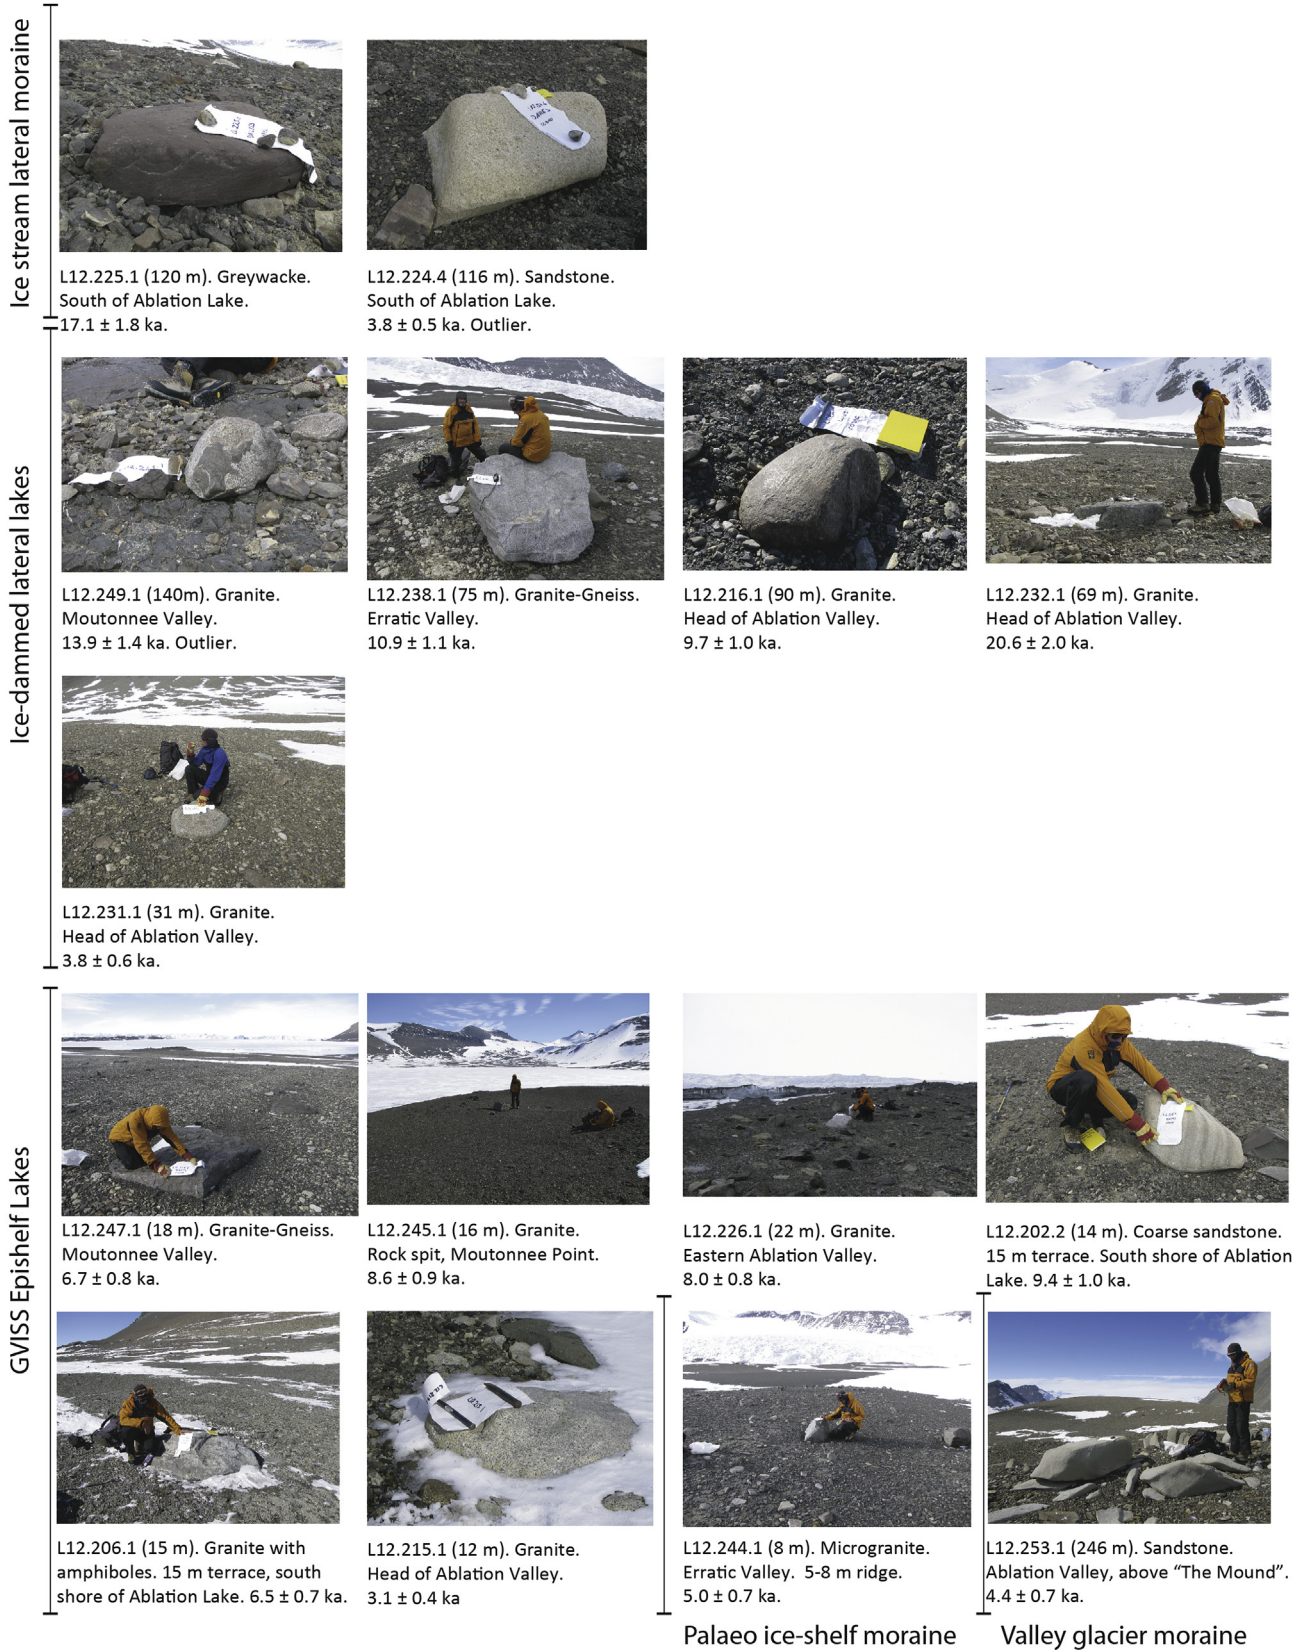 Ice stream lateral moraine
L12.225.1 (120 m). Greywacke.
South of Ablation Lake.
17.1 ± 1.8 ka.
L12.224.4 (116 m). Sandstone.
South of Ablation Lake.
3.8 ± 0.5 ka. Outlier.
Ice-dammed lateral lakes
L12.249.1 (140m). Granite.
Moutonnee Valley.
13.9 ± 1.4 ka. Outlier.
L12.238.1 (75 m). Granite-Gneiss.
Erratic Valley.
10.9 ± 1.1 ka.
L12.216.1 (90 m). Granite.
Head of Ablation Valley.
9.7 ± 1.0 ka.
L12.232.1 (69 m). Granite.
Head of Ablation Valley.
20.6 ± 2.0 ka.
L12.231.1 (31 m). Granite.
Head of Ablation Valley.
3.8 ± 0.6 ka.
GVISS Epishelf Lakes
L12.247.1 (18 m). Granite-Gneiss.
Moutonnee Valley.
6.7 ± 0.8 ka.
L12.245.1 (16 m). Granite.
Rock spit, Moutonnee Point.
8.6 ± 0.9 ka.
L12.226.1 (22 m). Granite.
Eastern Ablation Valley.
8.0 ± 0.8 ka.
L12.202.2 (14 m). Coarse sandstone.
15 m terrace. South shore of Ablation
Lake. 9.4 ± 1.0 ka.
L12.206.1 (15 m). Granite with
amphiboles. 15 m terrace, south
shore of Ablation Lake. 6.5 ± 0.7 ka.
L12.215.1 (12 m). Granite.
Head of Ablation Valley.
3.1 ± 0.4 ka
L12.244.1 (8 m). Microgranite.
Erratic Valley. 5-8 m ridge.
5.0 ± 0.7 ka.
L12.253.1 (246 m). Sandstone.
Ablation Valley, above “The Mound”.
4.4 ± 0.7 ka.
Palaeo ice-shelf moraine
Valley glacier moraine